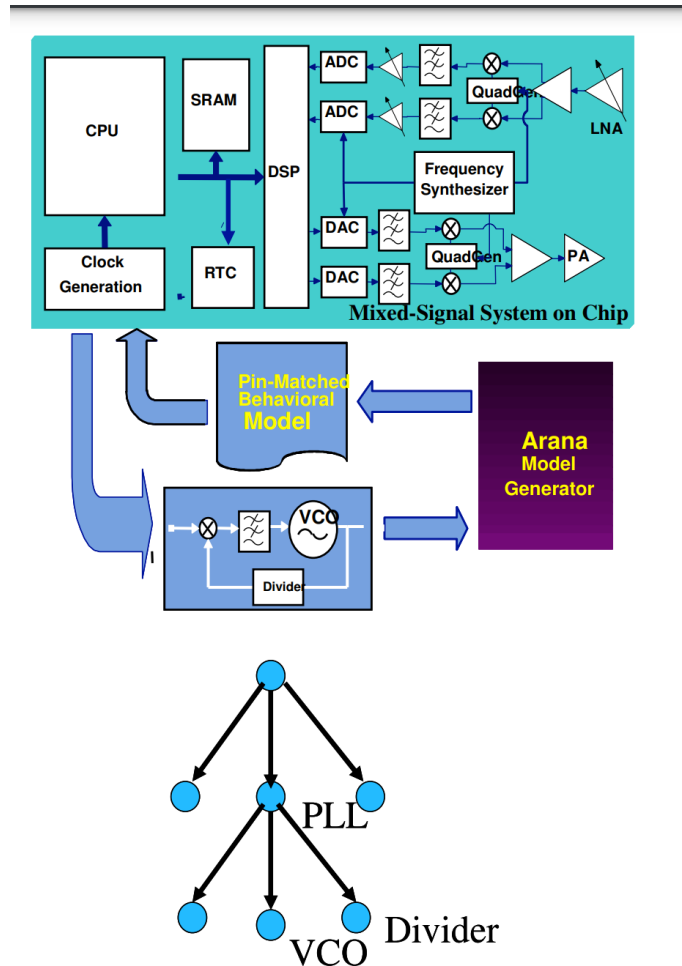 CPU
SRAM
DSP
ADC
ADC
QuadGen
LNA
Frequency
Synthesizer
Clock
Generation
RTC
DAC
DAC
QuadGen
PA
Mixed-Signal System on Chip
Pin-Matched
Behavioral
Model
Arana
Model
Generator
VCO
Divider
PLL
Divider
VCO